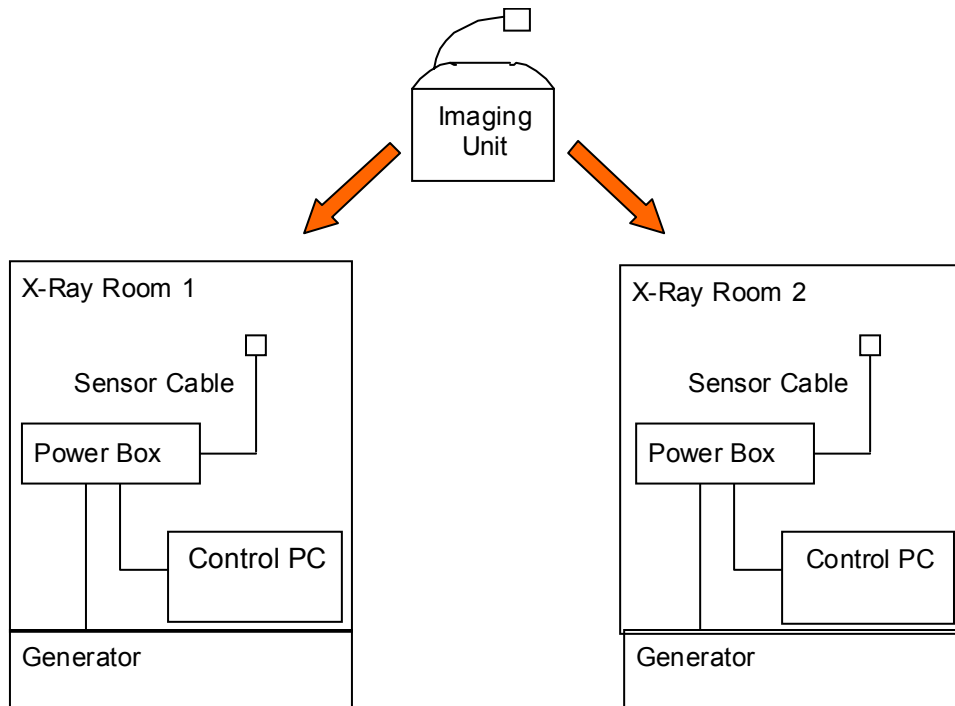 Imaging
Unit
X-Ray Room 1
Sensor Cable
Power Box
Control PC
Generator
X-Ray Room 2
Sensor Cable
Power Box
Control PC
Generator